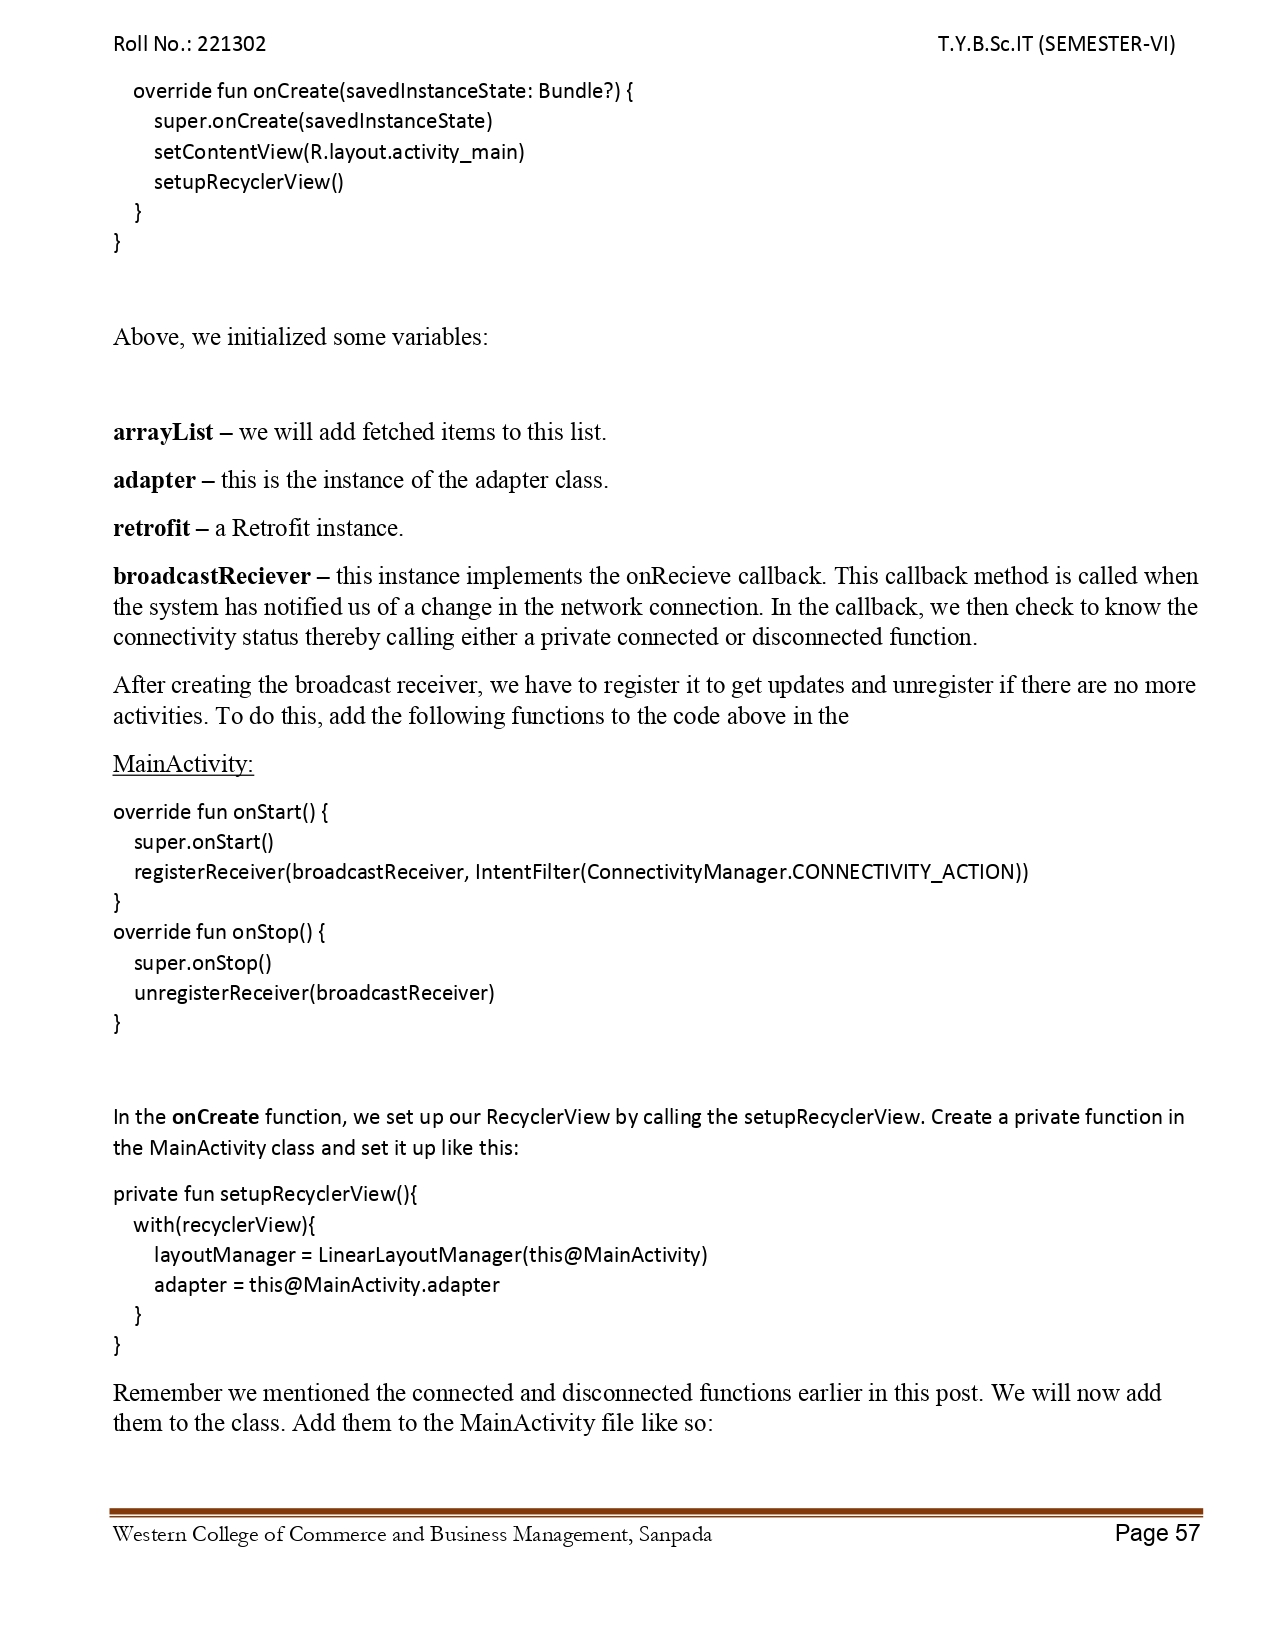 Roll No.: 221302 T.Y.B.Sc.IT (SEMESTER-VI)
override fun onCreate(savedInstanceState: Bundle?) {
super.onCreate(savedInstanceState)
setContentView(R.layout.activity_main)
setupRecyclerView()
}
}
Above, we initialized some variables:
arrayList – we will add fetched items to this list.
adapter – this is the instance of the adapter class.
retrofit – a Retrofit instance.
broadcastReciever – this instance implements the onRecieve callback. This callback method is called when
the system has notified us of a change in the network connection. In the callback, we then check to know the
connectivity status thereby calling either a private connected or disconnected function.
After creating the broadcast receiver, we have to register it to get updates and unregister if there are no more
activities. To do this, add the following functions to the code above in the
MainActivity:
override fun onStart() {
super.onStart()
registerReceiver(broadcastReceiver, IntentFilter(ConnectivityManager.CONNECTIVITY_ACTION))
}
override fun onStop() {
super.onStop()
unregisterReceiver(broadcastReceiver)
}
In the onCreate function, we set up our RecyclerView by calling the setupRecyclerView. Create a private function in
the MainActivity class and set it up like this:
private fun setupRecyclerView(){
with(recyclerView){
layoutManager = LinearLayoutManager(this@MainActivity)
adapter = this@MainActivity.adapter
}
}
Remember we mentioned the connected and disconnected functions earlier in this post. We will now add
them to the class. Add them to the MainActivity file like so:
Western College of Commerce and Business Management, Sanpada Page 57